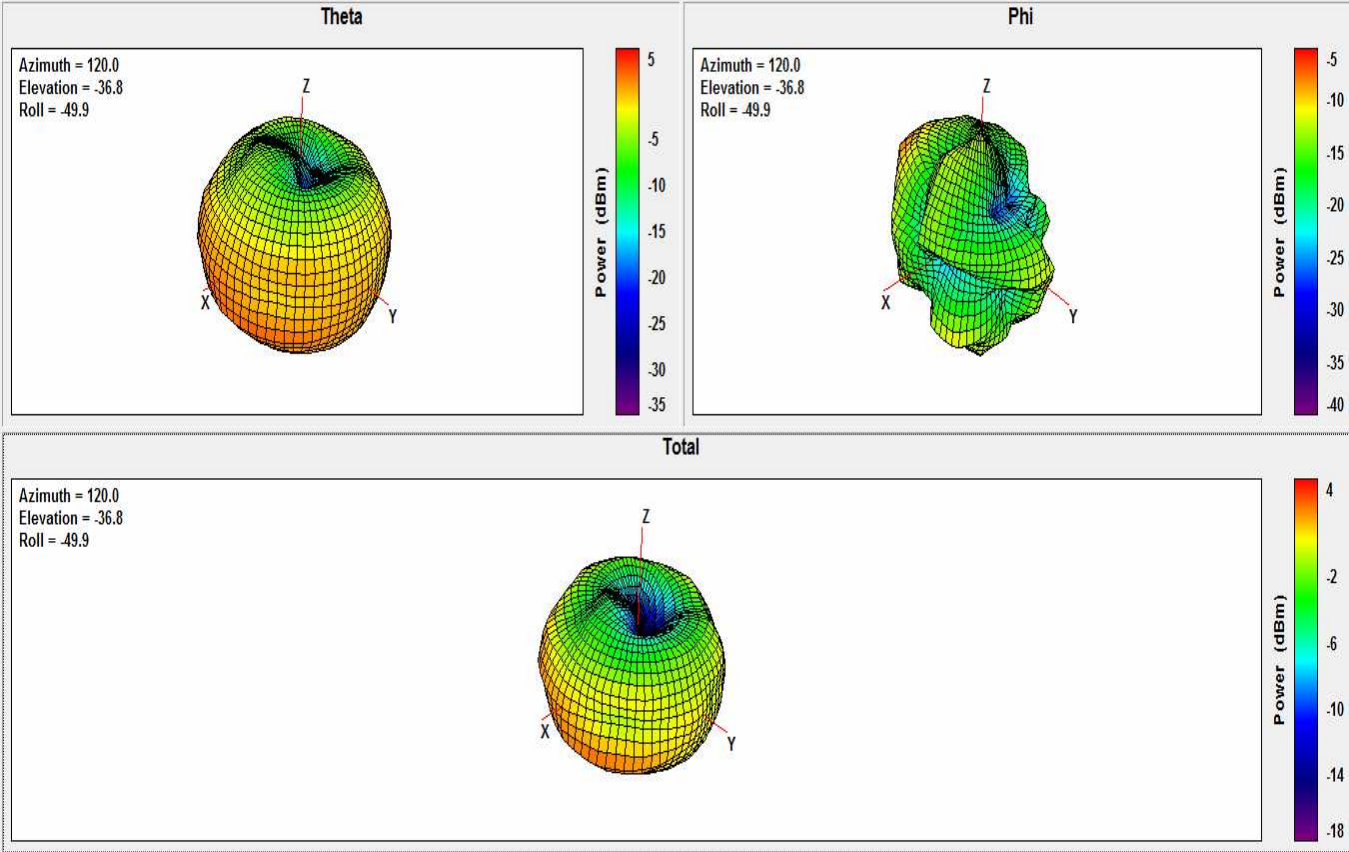 Theta
Azimuth = 120.0
Elevation = -36.8
Roll = -49.9
Z
X
Y
5
-5
-10
-15
-20
-25
-30
-35
Power (dBm)
Phi
Azimuth = 120.0
Elevation = -36.8
Roll = -49.9
Z
X
Y
-5
-10
-15
-20
-25
-30
-35
-40
Power (dBm)
Total
Azimuth = 120.0
Elevation = -36.8
Roll = -49.9
Z
X
Y
4
-2
-6
-10
-14
-18
Power (dBm)